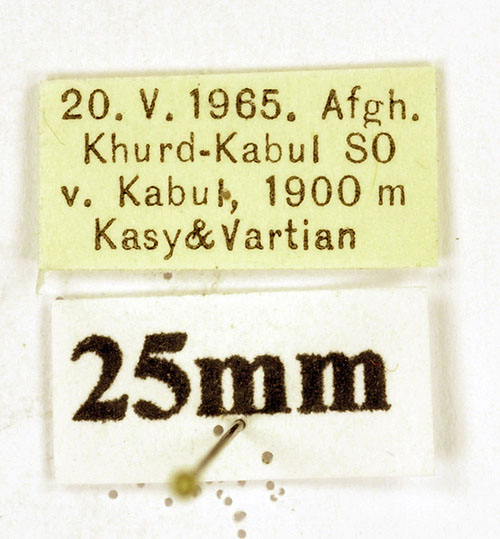 20. V. 1965. Afgh.
Khurd-Kabul SO
v. Kabul, 1900 m
Kasy&Vartian
25mm